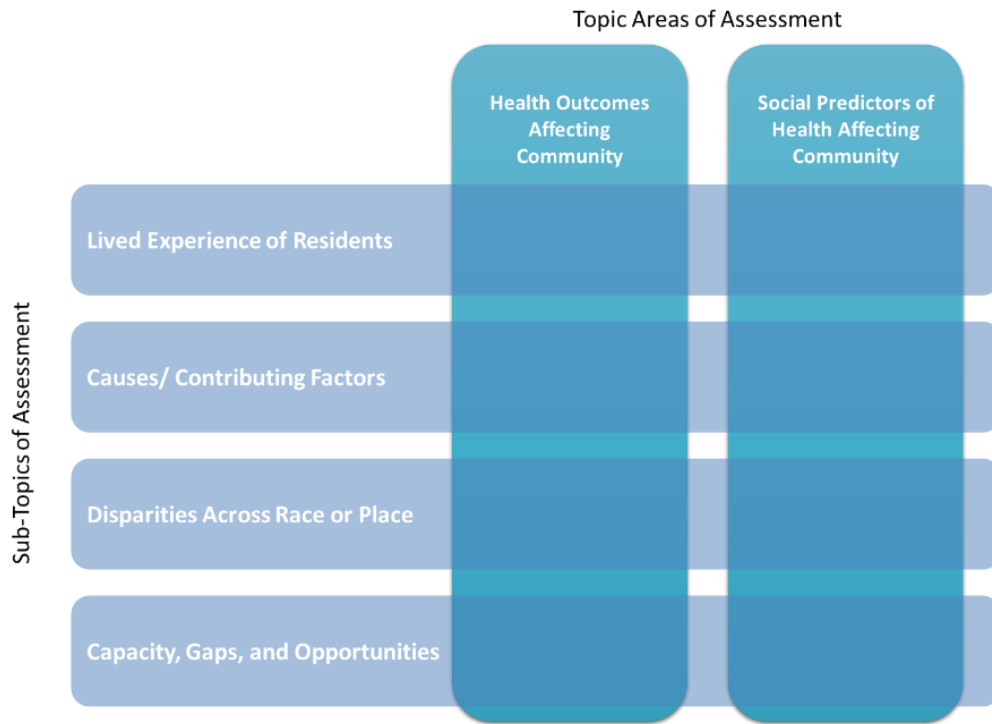 Topic Areas of Assessment
Health Outcomes
Affecting
Community
Social Predictors of
Health Affecting
Community
Sub-Topics of Assessment
Lived Experience of Residents
Causes/ Contributing Factors
Disparities Across Race or Place
Capacity, Gaps, and Opportunities